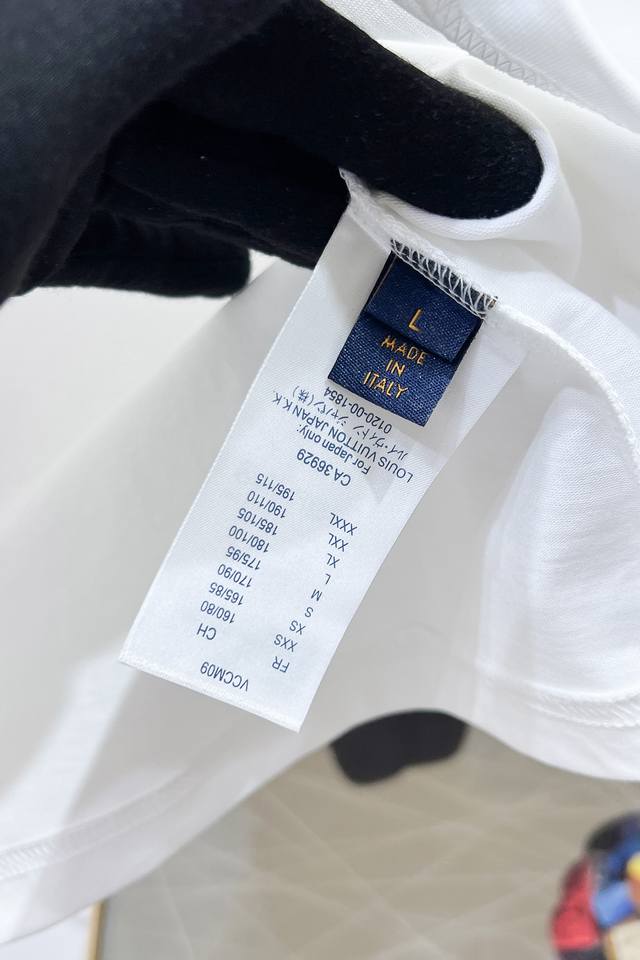 L
MADE
IN
ITALY
VCCM09
FR CH
XXS 160/80
XS 165/85
S 170/90
M 175/95
L 180/100
XL 185/105
XXL 190/110
XXXL 195/115
CA 36929
For Japan only:
LOUIS VUITTON JAPAN K.K.
ルイ・ヴィトン ジャパン(株)
0120-00-1854